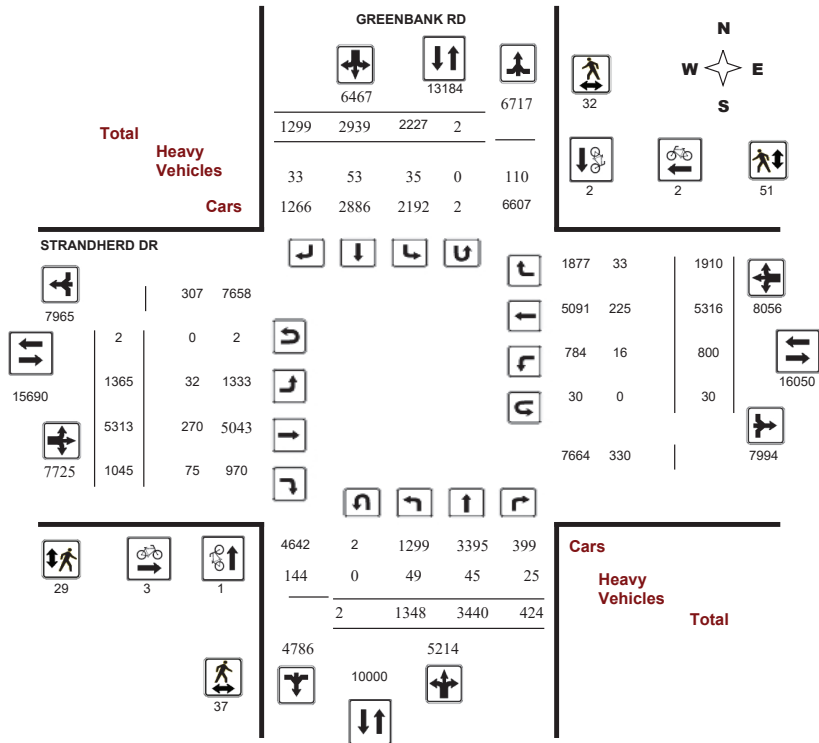 GREENBANK RD
N
W E
S
6467 13184 6717 32
Total 1299 2939 2227 2
Heavy
Vehicles 33 53 35 0 110
2 2 51
Cars 1266 2886 2192 2 6607
STRANDHERD DR
307 7658 1877 33 1910
7965 5091 225 5316 8056
2 0 2
15690 1365 32 1333 784 16 800 16050
5313 270 5043 30 0 30
7725 1045 75 970 7664 330 7994
4642 2 1299 3395 399 Cars
29 3 1 144 0 49 45 25 Heavy
Vehicles
2 1348 3440 424 Total
4786 5214
10000
37